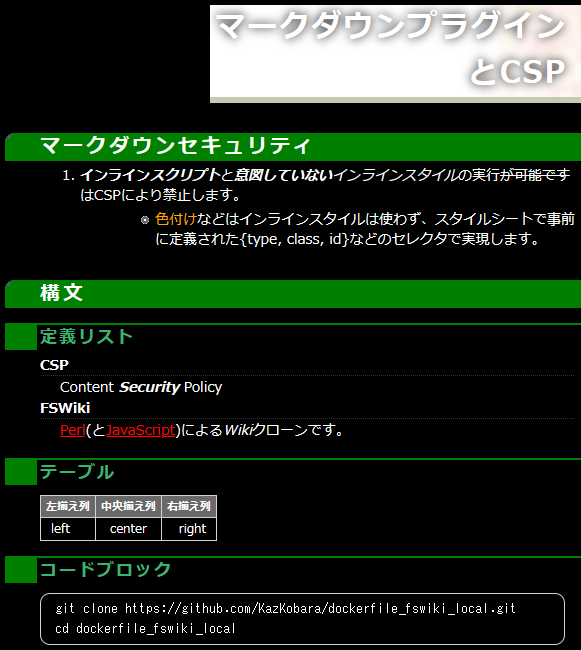 マークダウンプラグイン
とCSP
マークダウンセキュリティ
1. インラインスクリプトと意図していないインラインスタイルの実行が可能です
はCSPにより禁止します。
色付けなどはインラインスタイルは使わず、スタイルシートで事前
に定義された{type, class, id}などのセレクタで実現します。
構文
定義リスト
CSP
Content Security Policy
FSWiki
Perl(とJavaScript)によるWikiクローンです。
テーブル
左揃え列 中央揃え列 右揃え列
left center right
コードブロック
git clone https://github.com/KazKobara/dockerfile_fswiki_local.git
cd dockerfile_fswiki_local